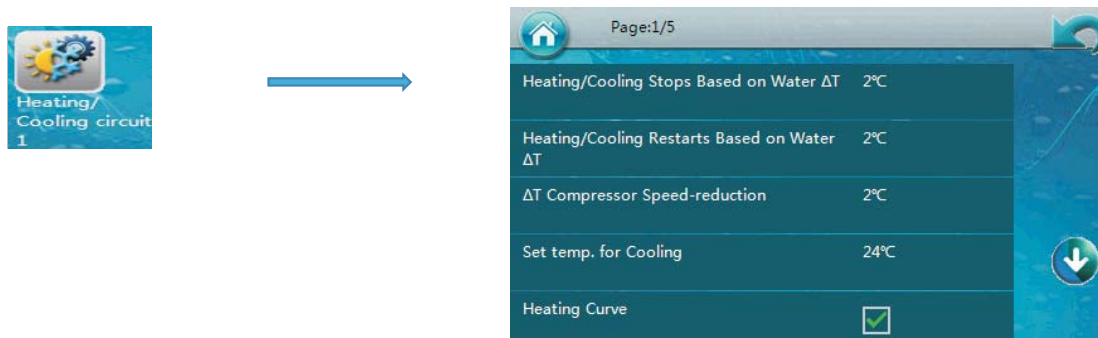 Heating/
Cooling circuit
1
Page:1/5
Heating/Cooling Stops Based on Water ΔT 2℃
Heating/Cooling Restarts Based on Water 2℃
ΔT
ΔT Compressor Speed-reduction 2℃
Set temp. for Cooling 24℃
Heating Curve